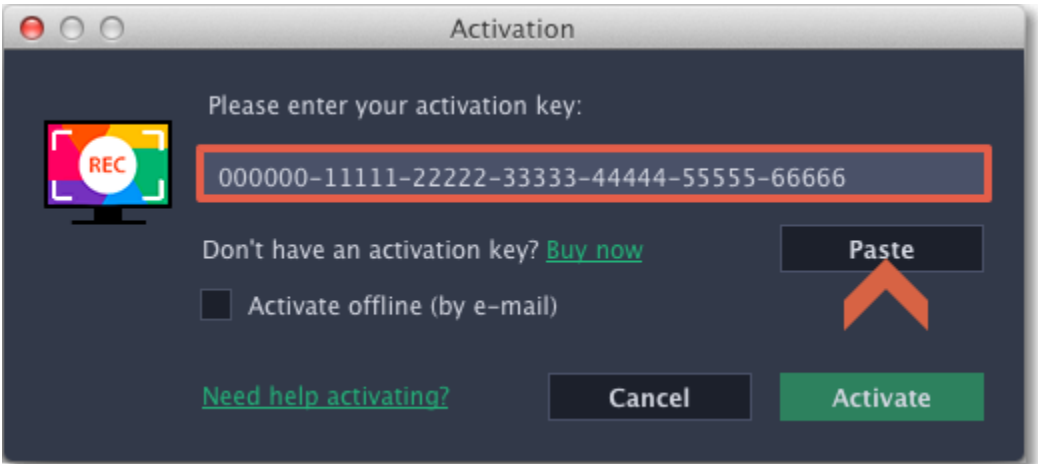 Activation
Please enter your activation key:
REC
000000-11111-22222-33333-44444-55555-66666
Don't have an activation key? Buy now
Paste
Activate offline (by e-mail)
Need help activating?
Cancel
Activate